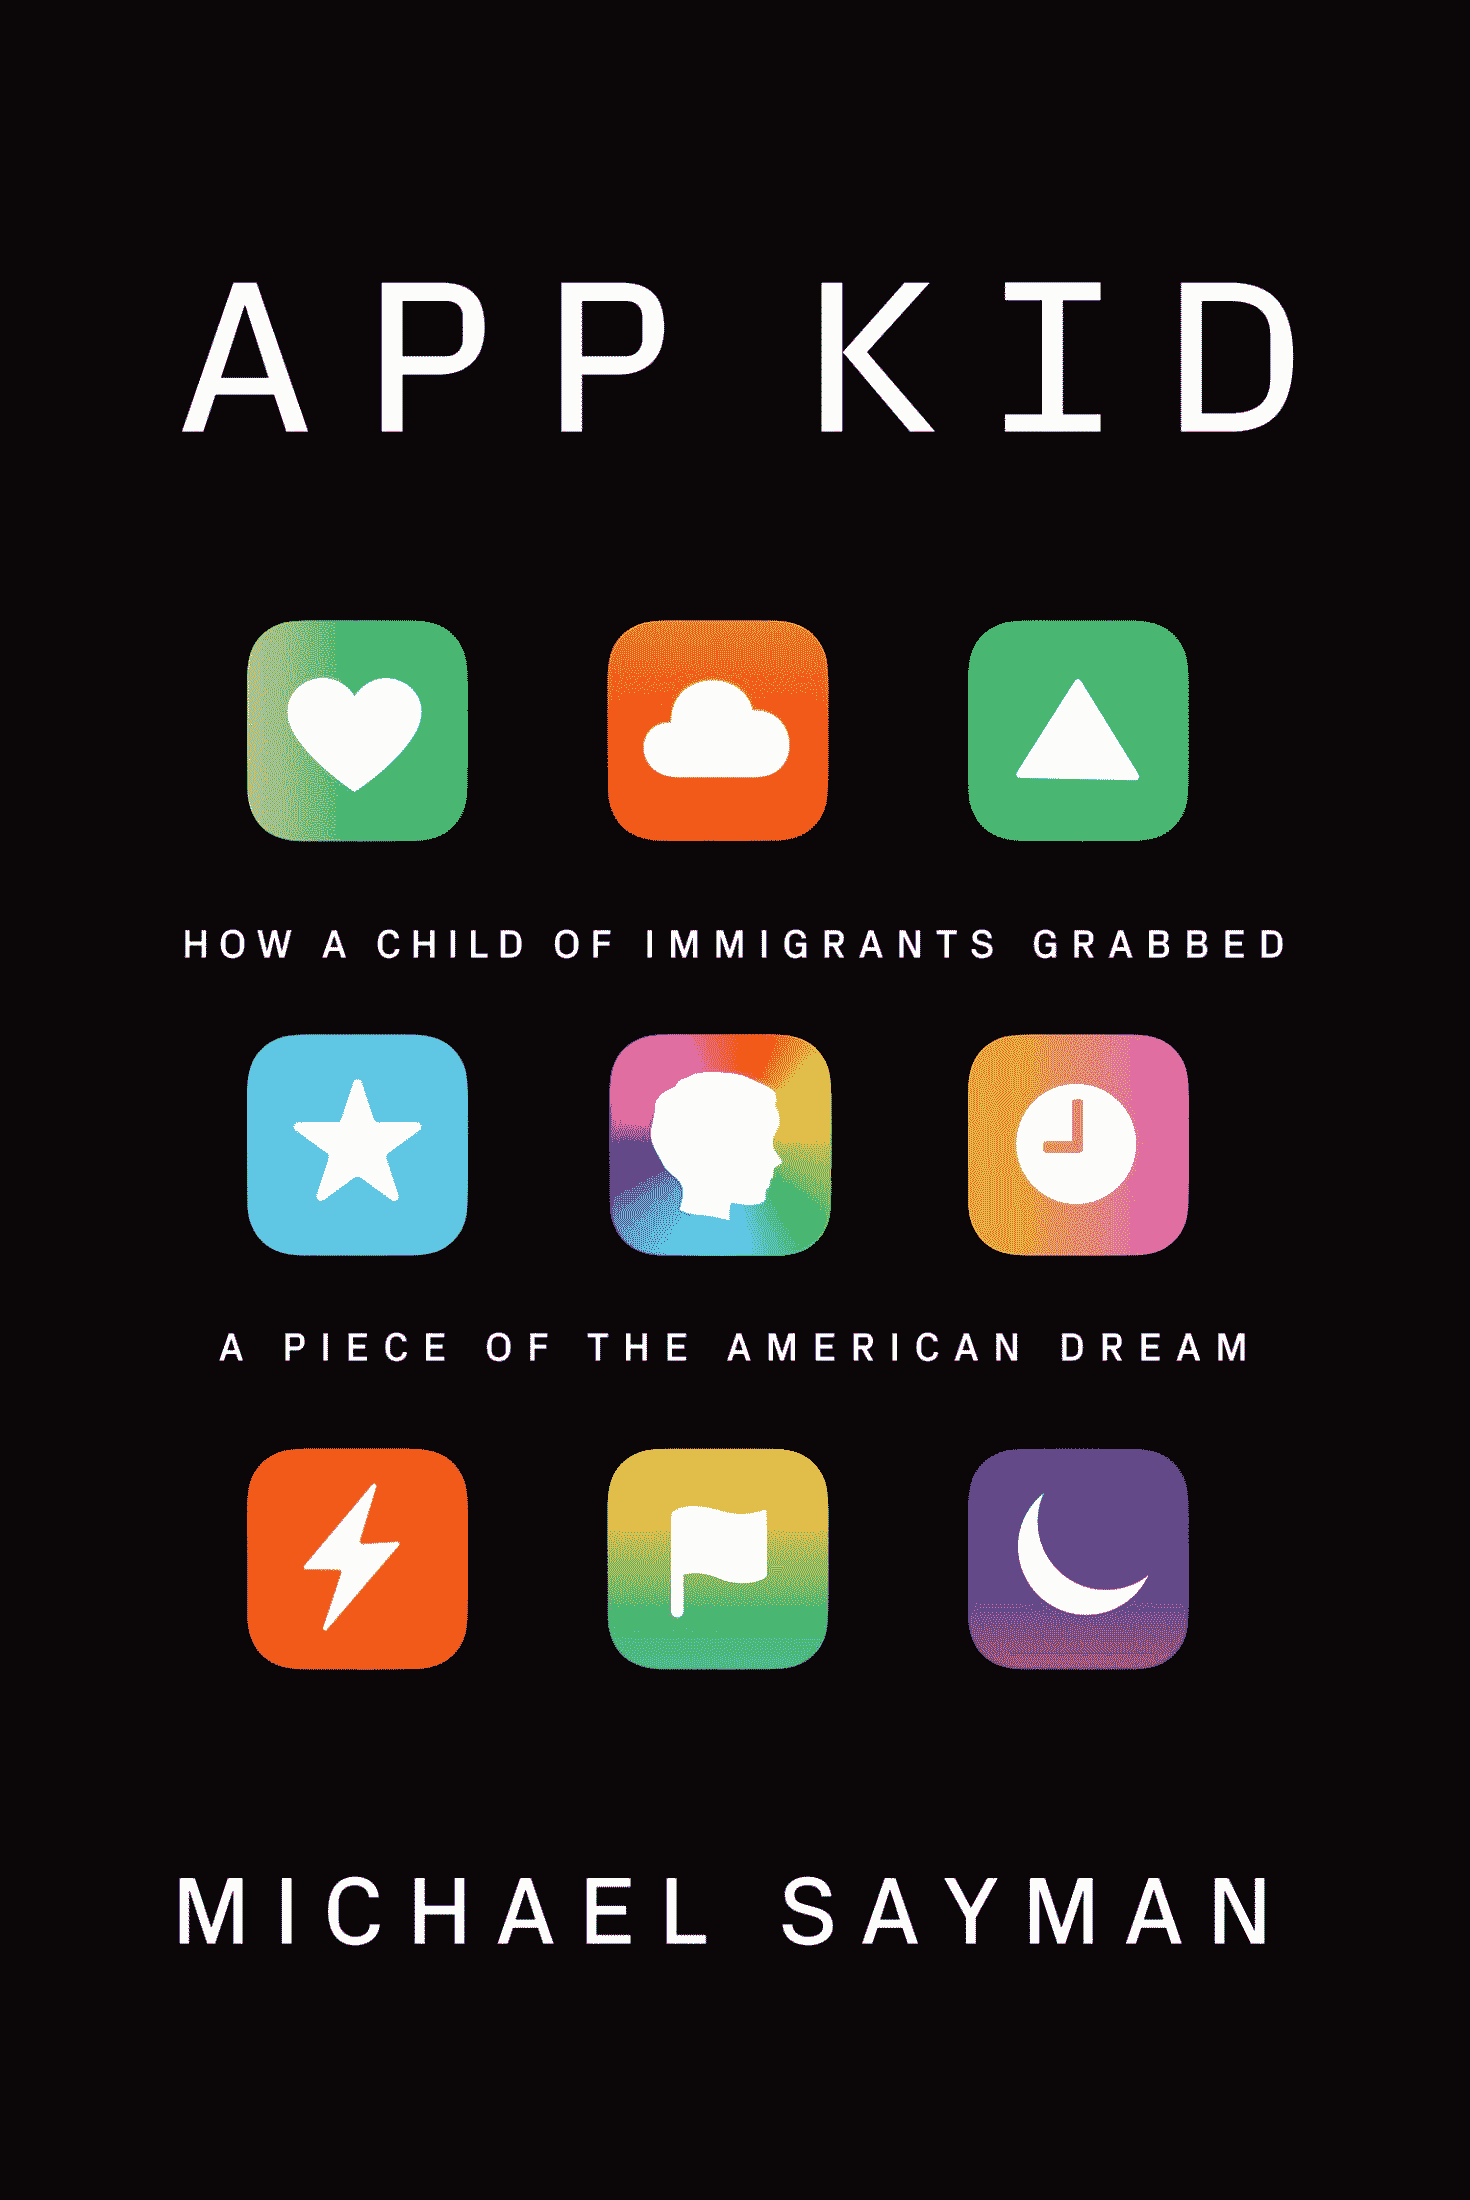 APP KID
HOW A CHILD OF IMMIGRANTS GRABBED
A PIECE OF THE AMERICAN DREAM
MICHAEL SAYMAN